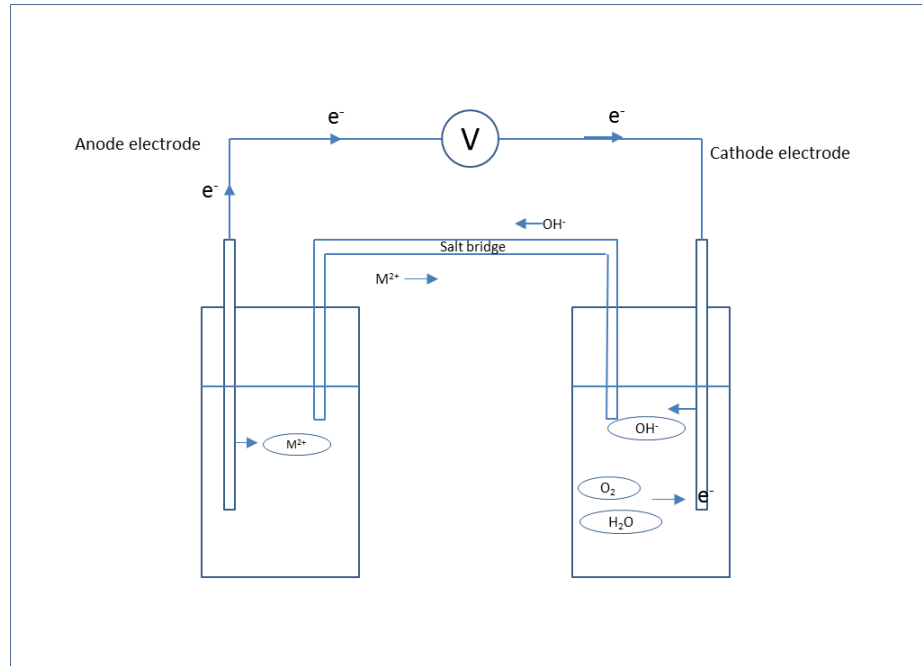 e⁻
e⁻
V
Anode electrode
Cathode electrode
e⁻
OH⁻
Salt bridge
M²⁺
OH⁻
M²⁺
O₂
e⁻
H₂O